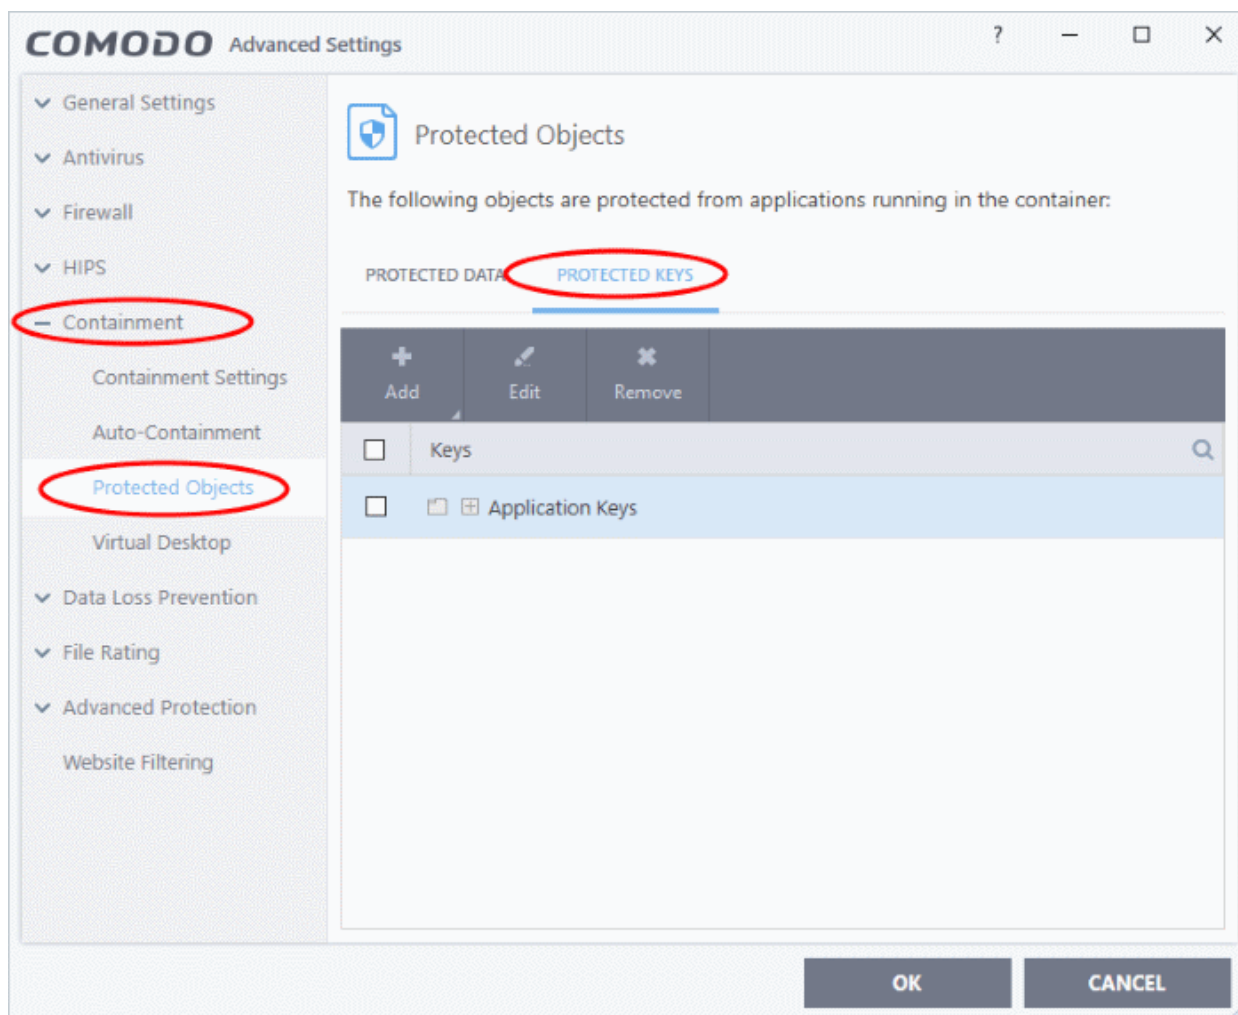 COMODO Advanced Settings ?
General Settings
Antivirus
Firewall
HIPS
Containment
Containment Settings
Auto-Containment
Protected Objects
Virtual Desktop
Data Loss Prevention
File Rating
Advanced Protection
Website Filtering
Protected Objects
The following objects are protected from applications running in the container:
PROTECTED DATA PROTECTED KEYS
Add Edit Remove
Keys
Application Keys
OK CANCEL